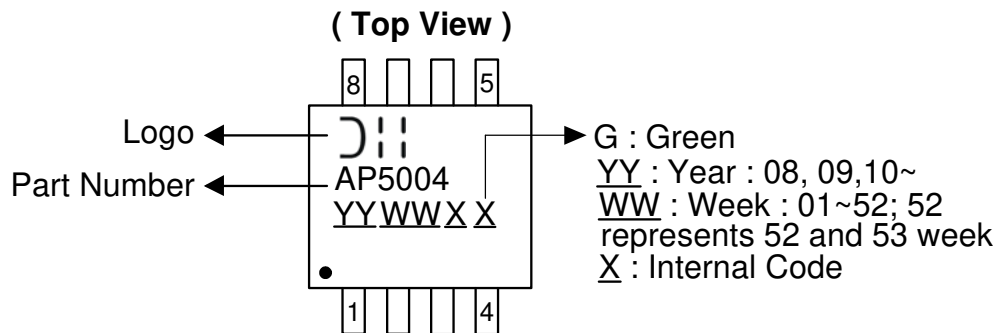 ( Top View )
8 5
Logo
AP5004
Part Number
YYWWX X
G : Green
YY : Year : 08, 09,10~
WW : Week : 01~52; 52
represents 52 and 53 week
X : Internal Code
1 4